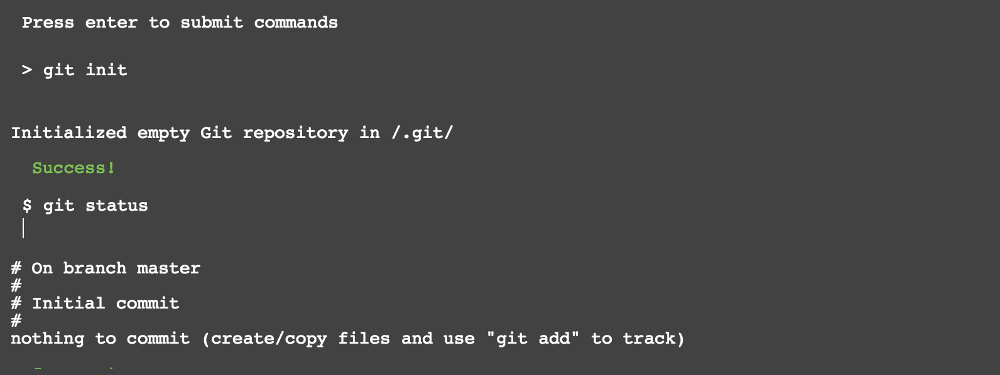 Press enter to submit commands
> git init
Initialized empty Git repository in /.git/
Success!
$ git status
# On branch master
#
# Initial commit
#
nothing to commit (create/copy files and use "git add" to track)